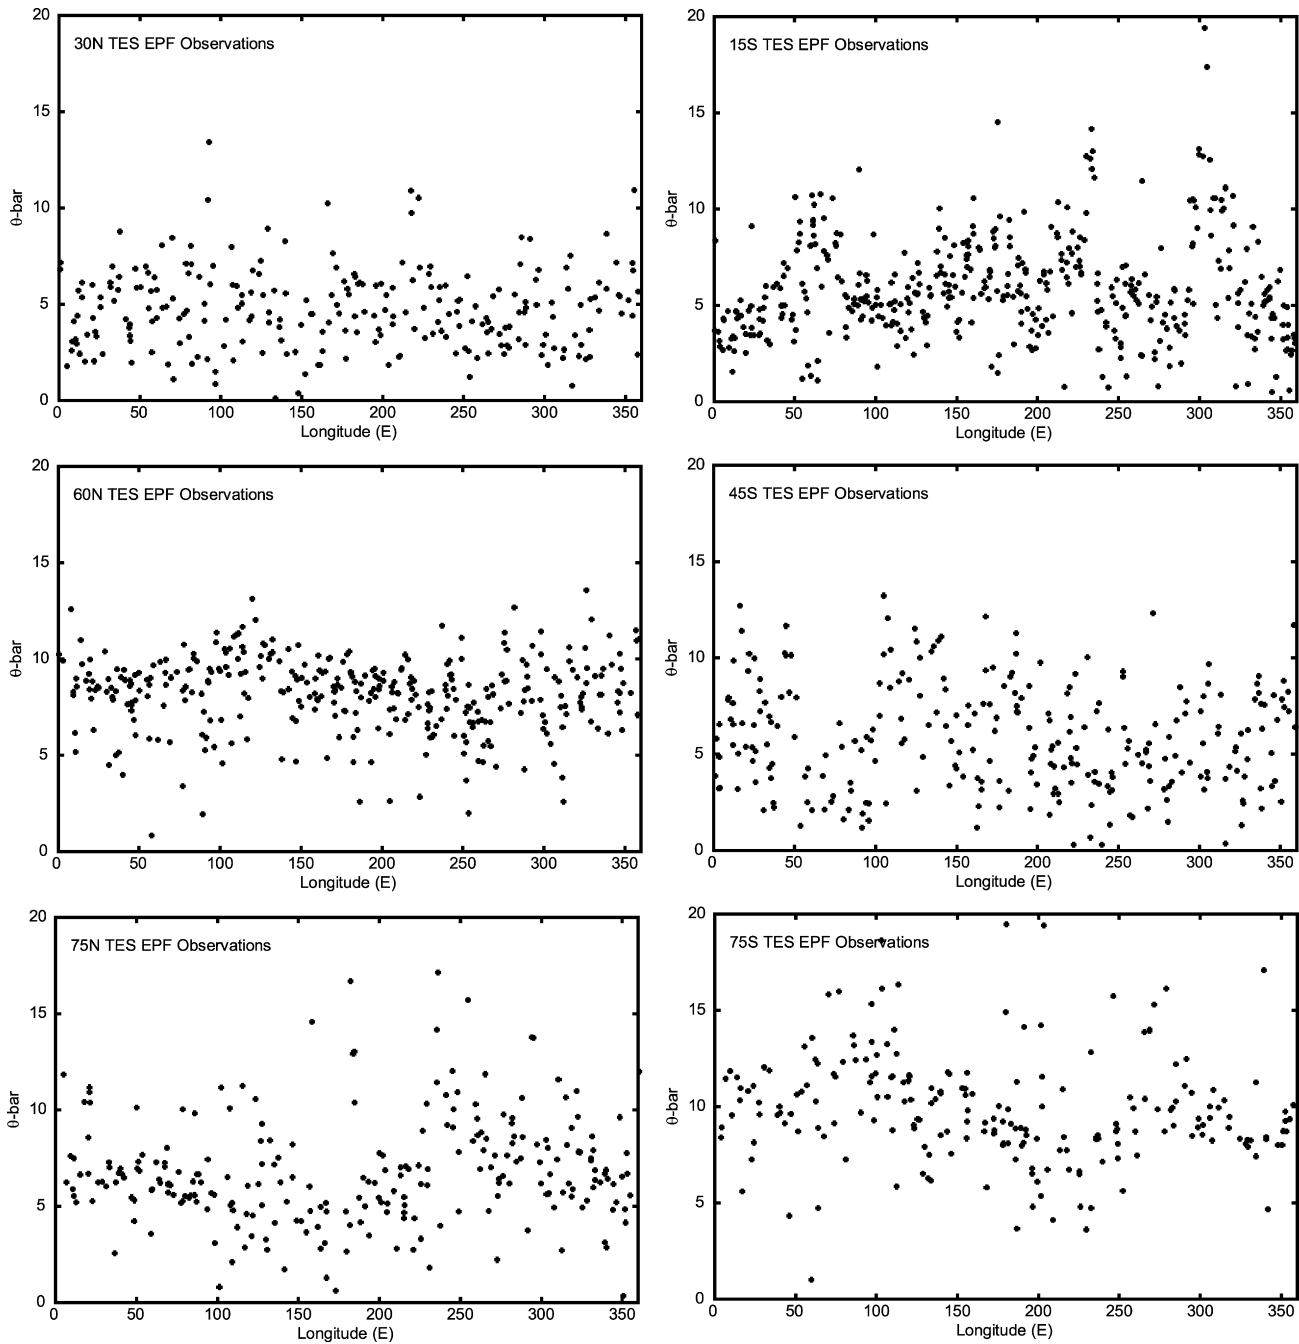 20
30N TES EPF Observations
15
10
θ-bar
5
0
0 50 100 150 200 250 300 350
Longitude (E)
20
15S TES EPF Observations
15
10
θ-bar
5
0
0 50 100 150 200 250 300 350
Longitude (E)
20
60N TES EPF Observations
15
10
θ-bar
5
0
0 50 100 150 200 250 300 350
Longitude (E)
20
45S TES EPF Observations
15
10
θ-bar
5
0
0 50 100 150 200 250 300 350
Longitude (E)
20
75N TES EPF Observations
15
10
θ-bar
5
0
0 50 100 150 200 250 300 350
Longitude (E)
20
75S TES EPF Observations
15
10
θ-bar
5
0
0 50 100 150 200 250 300 350
Longitude (E)